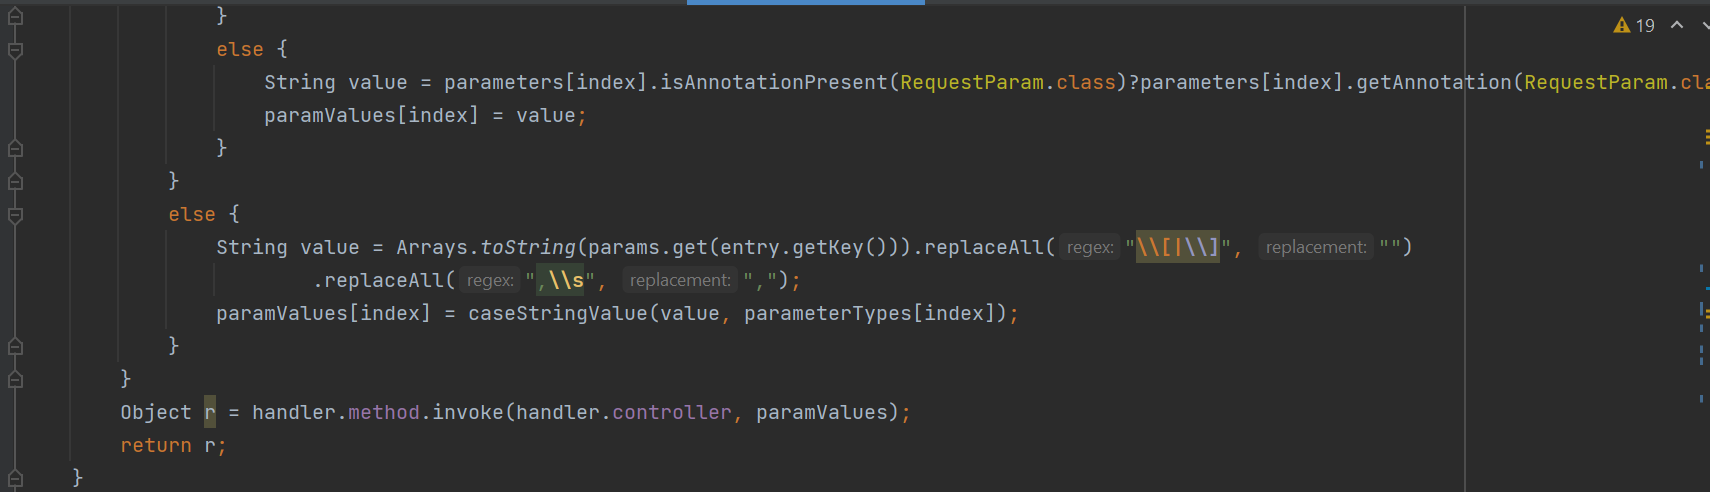 }
19
else {
String value = parameters[index].isAnnotationPresent(RequestParam.class)?parameters[index].getAnnotation(RequestParam.cla
paramValues[index] = value;
}
}
else {
String value = Arrays.toString(params.get(entry.getKey())).replaceAll( regex: "\\[|\\]", replacement: "")
.replaceAll( regex: ",\\s", replacement: ",");
paramValues[index] = caseStringValue(value, parameterTypes[index]);
}
}
Object r = handler.method.invoke(handler.controller, paramValues);
return r;
}